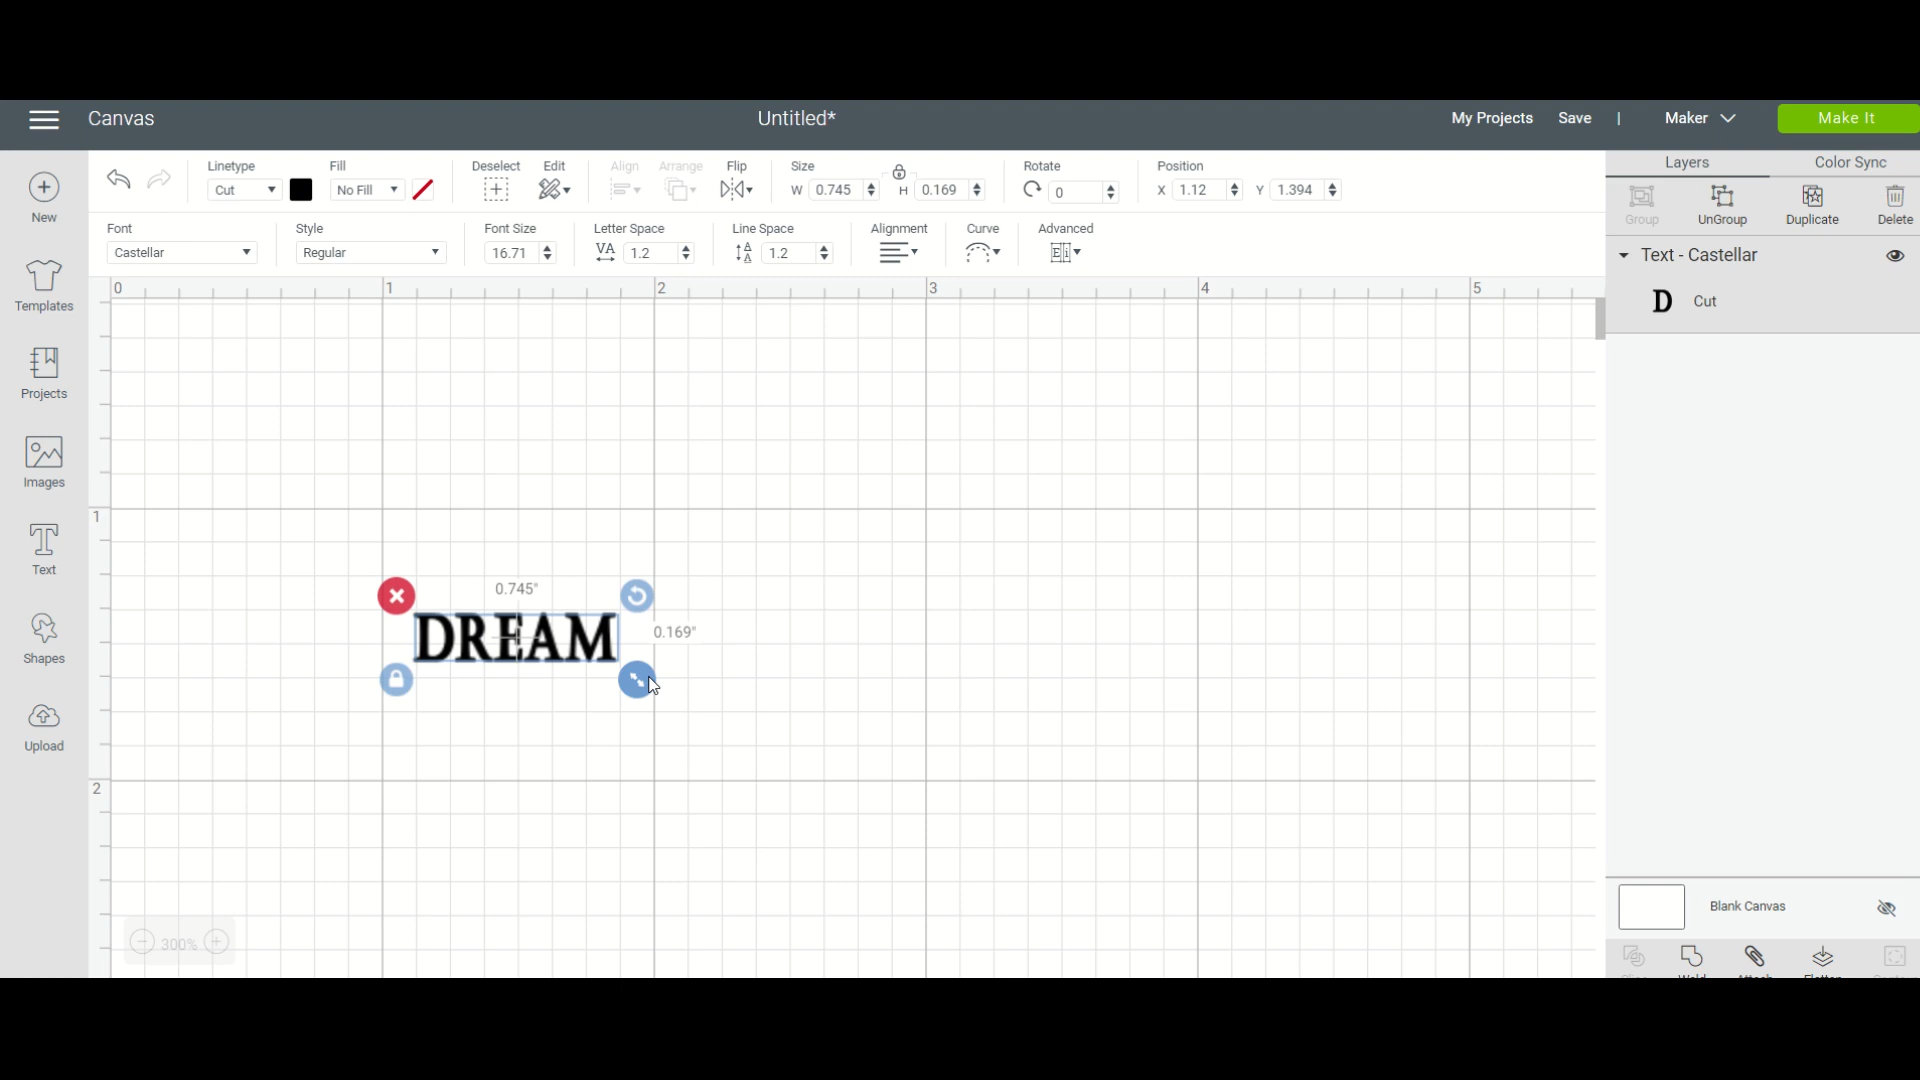 Canvas
Untitled*
My Projects Save | Maker Make It
Linetype Fill Deselect Edit Align Arrange Flip Size Rotate Position
Cut No Fill W 0.745 H 0.169 0 X 1.12 Y 1.394
Font Style Font Size Letter Space Line Space Alignment Curve Advanced
Castellar Regular 16.71 VA 1.2 1.2
New
Templates
Projects
Images
Text
Shapes
Upload
0 1 2 3 4 5
1
2
0.745"
DREAM
0.169"
300%
Layers Color Sync
Group UnGroup Duplicate Delete
Text - Castellar
D Cut
Blank Canvas
Weld Attach Flatten